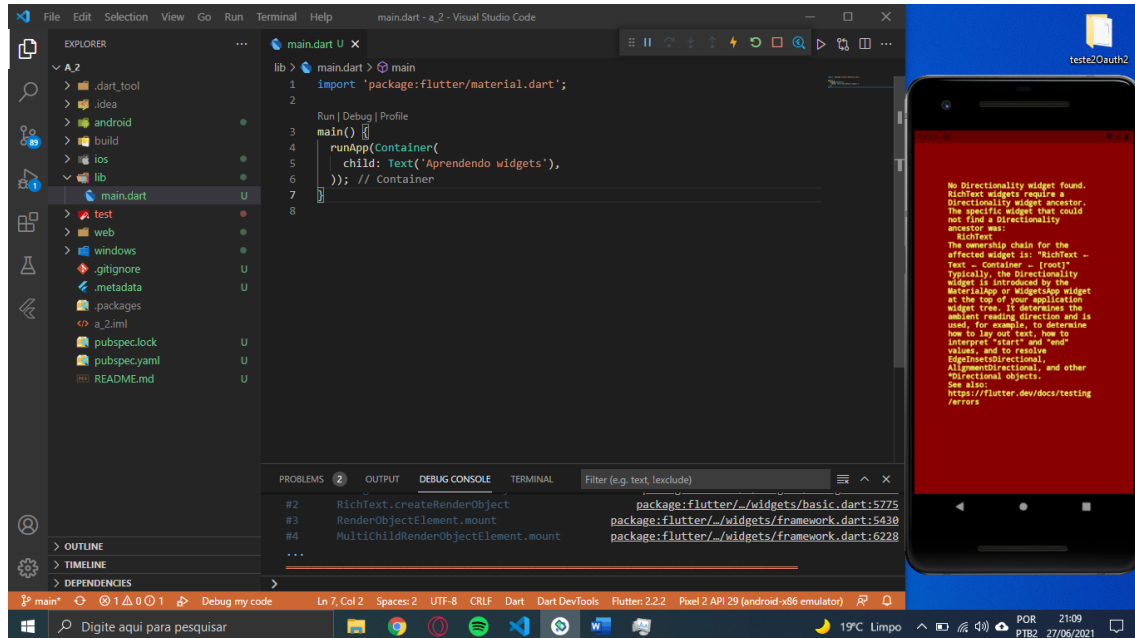 File Edit Selection View Go Run Terminal Help main.dart - a_2 - Visual Studio Code
EXPLORER
A_2
.dart_tool
.idea
android
build
ios
lib
main.dart U
test
web
windows
.gitignore U
.metadata U
.packages
a_2.iml
pubspec.lock U
pubspec.yaml U
README.md U
OUTLINE
TIMELINE
DEPENDENCIES
89
1
main.dart U
lib > main.dart > main
1 import 'package:flutter/material.dart';
2
Run | Debug | Profile
3 main() {
4 runApp(Container(
5 child: Text('Aprendendo widgets'),
6 )); // Container
7 }
8
PROBLEMS 2 OUTPUT DEBUG CONSOLE TERMINAL Filter (e.g. text, !exclude)
#2 RichText.createRenderObject package:flutter/…/widgets/basic.dart:5775
#3 RenderObjectElement.mount package:flutter/…/widgets/framework.dart:5430
#4 MultiChildRenderObjectElement.mount package:flutter/…/widgets/framework.dart:6228
...
>
main* 1 0 1 Debug my code Ln 7, Col 2 Spaces: 2 UTF-8 CRLF Dart Dart DevTools Flutter: 2.2.2 Pixel 2 API 29 (android-x86 emulator)
teste2Oauth2
No Directionality widget found.
RichText widgets require a
Directionality widget ancestor.
The specific widget that could
not find a Directionality
ancestor was:
RichText
The ownership chain for the
affected widget is: "RichText ←
Text ← Container ← [root]"
Typically, the Directionality
widget is introduced by the
MaterialApp or WidgetsApp widget
at the top of your application
widget tree. It determines the
ambient reading direction and is
used, for example, to determine
how to lay out text, how to
interpret "start" and "end"
values, and to resolve
EdgeInsetsDirectional,
AlignmentDirectional, and other
*Directional objects.
See also:
https://flutter.dev/docs/testing
/errors
Digite aqui para pesquisar
19ºC Limpo
POR
PTB2
21:09
27/06/2021